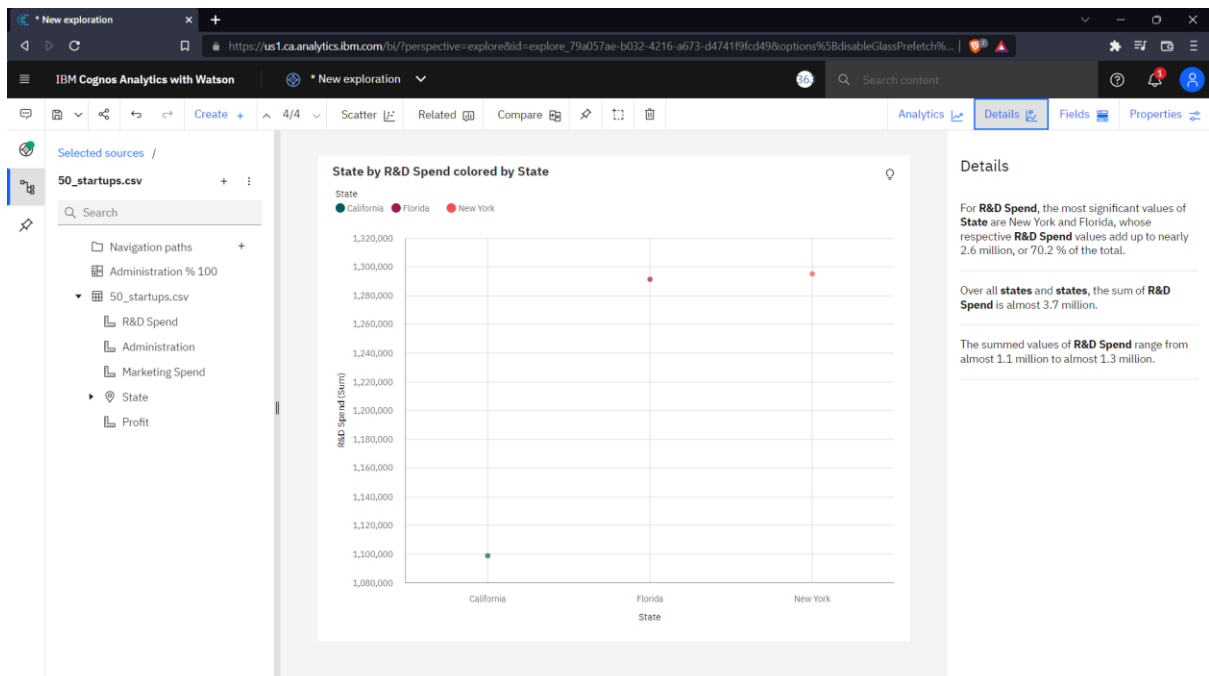 * New exploration
https://us1.ca.analytics.ibm.com/bi/?perspective=explore&id=explore_79a057ae-b032-4216-a673-d4741f9fcd49&options%5BdisableGlassPrefetch%...
IBM Cognos Analytics with Watson
* New exploration
Search content
1
Create +
4/4
Scatter
Related
Compare
Analytics
Details
Fields
Properties
Selected sources /
50_startups.csv
Search
Navigation paths
Administration % 100
50_startups.csv
R&D Spend
Administration
Marketing Spend
State
Profit
State by R&D Spend colored by State
State
California Florida New York
1,320,000
1,300,000
1,280,000
1,260,000
1,240,000
1,220,000
1,200,000
1,180,000
1,160,000
1,140,000
1,120,000
1,100,000
1,080,000
R&D Spend (Sum)
California Florida New York
State
Details
For R&D Spend, the most significant values of
State are New York and Florida, whose
respective R&D Spend values add up to nearly
2.6 million, or 70.2 % of the total.
Over all states and states, the sum of R&D
Spend is almost 3.7 million.
The summed values of R&D Spend range from
almost 1.1 million to almost 1.3 million.